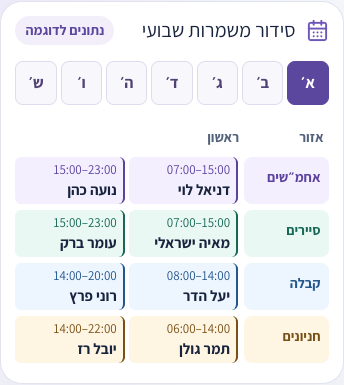 סידור משמרות שבועי
נתונים לדוגמה
א׳ ב׳ ג׳ ד׳ ה׳ ו׳ ש׳
אזור ראשון
אחמ״שים 07:00–15:00 15:00–23:00
דניאל לוי נועה כהן
סיירים 07:00–15:00 15:00–23:00
מאיה ישראלי עומר ברק
קבלה 08:00–14:00 14:00–20:00
יעל הדר רוני פרץ
חניונים 06:00–14:00 14:00–22:00
תמר גולן יובל רז